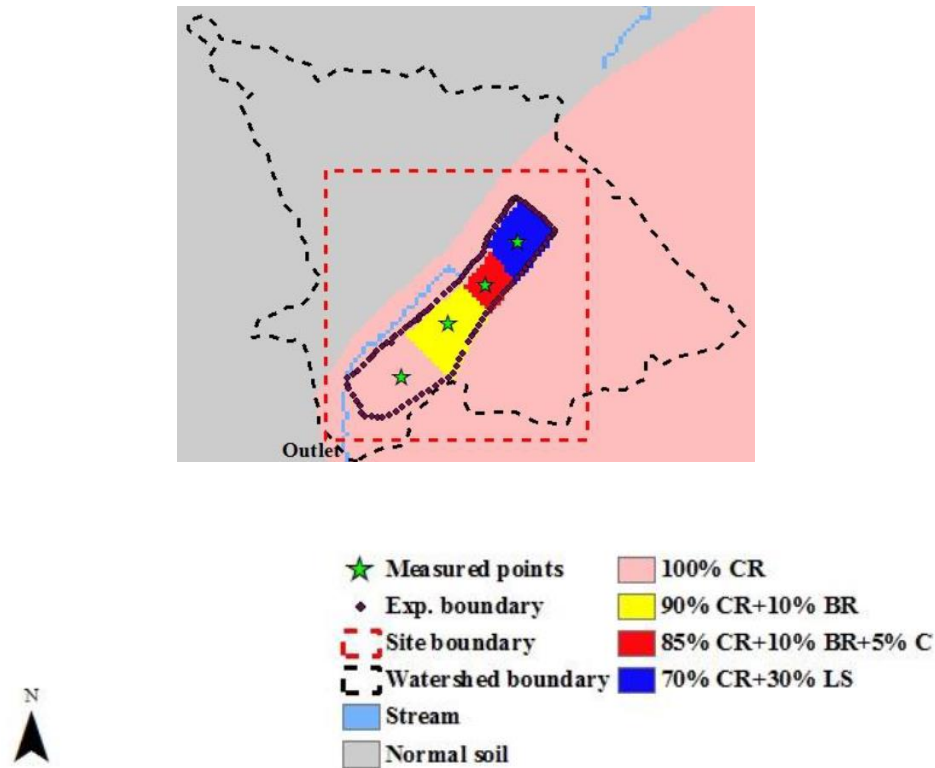 Outlet
Measured points
Exp. boundary
Site boundary
Watershed boundary
Stream
Normal soil
100% CR
90% CR+10% BR
85% CR+10% BR+5% C
70% CR+30% LS
N